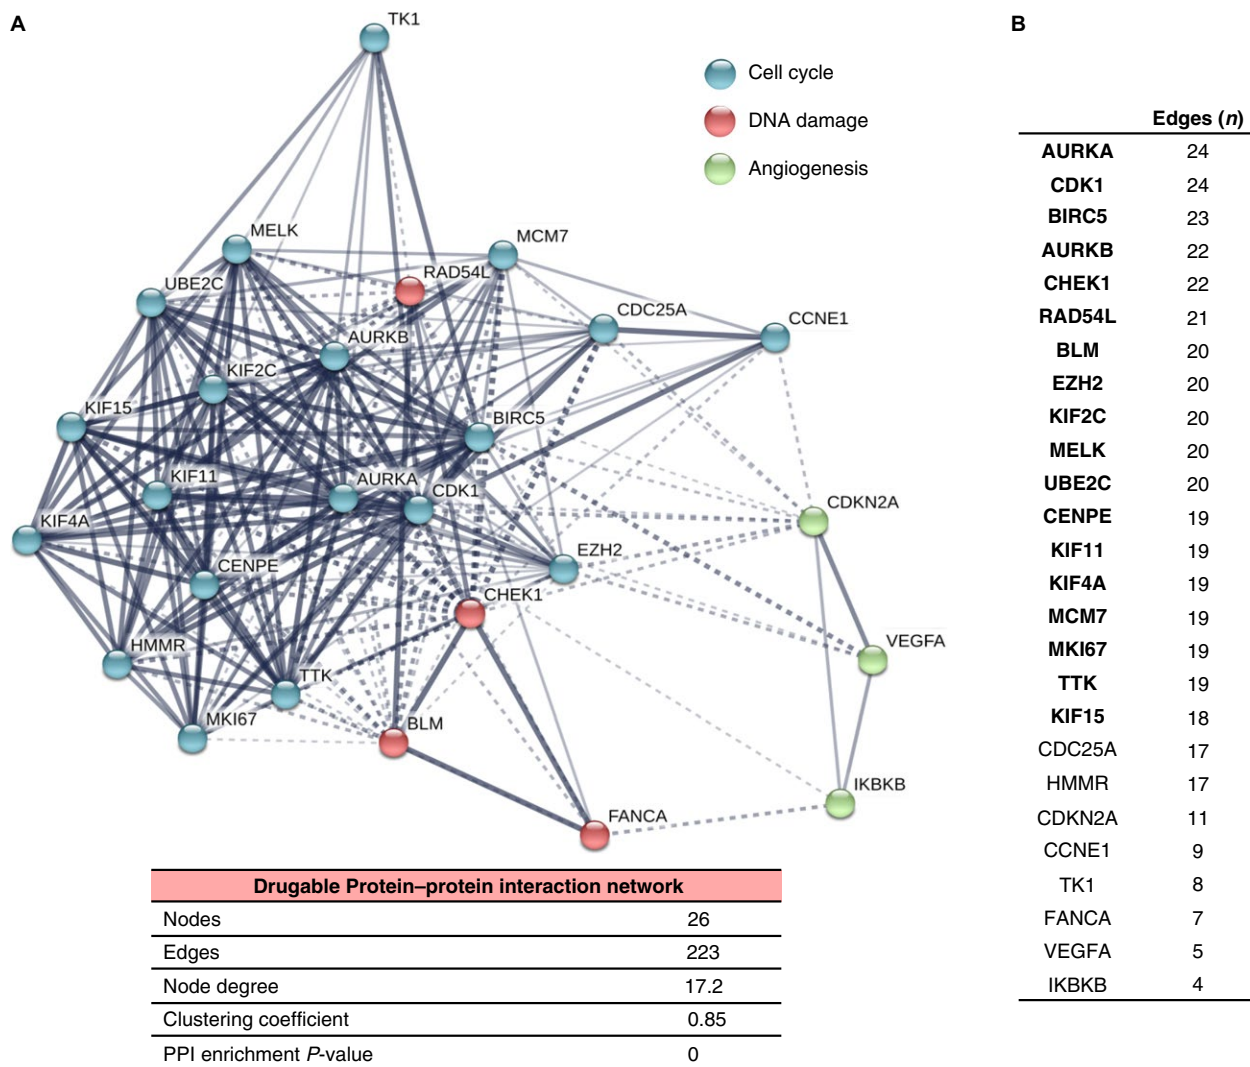 A
TK1
Cell cycle
DNA damage
Angiogenesis
MELK
MCM7
RAD54L
UBE2C
CDC25A
CCNE1
AURKB
KIF2C
KIF15
BIRC5
KIF11
AURKA
CDK1
CDKN2A
KIF4A
EZH2
CENPE
CHEK1
HMMR
VEGFA
TTK
MKI67
BLM
IKBKB
FANCA
Drugable Protein–protein interaction network
Nodes 26
Edges 223
Node degree 17.2
Clustering coefficient 0.85
PPI enrichment P-value 0
B
Edges (n)
AURKA 24
CDK1 24
BIRC5 23
AURKB 22
CHEK1 22
RAD54L 21
BLM 20
EZH2 20
KIF2C 20
MELK 20
UBE2C 20
CENPE 19
KIF11 19
KIF4A 19
MCM7 19
MKI67 19
TTK 19
KIF15 18
CDC25A 17
HMMR 17
CDKN2A 11
CCNE1 9
TK1 8
FANCA 7
VEGFA 5
IKBKB 4